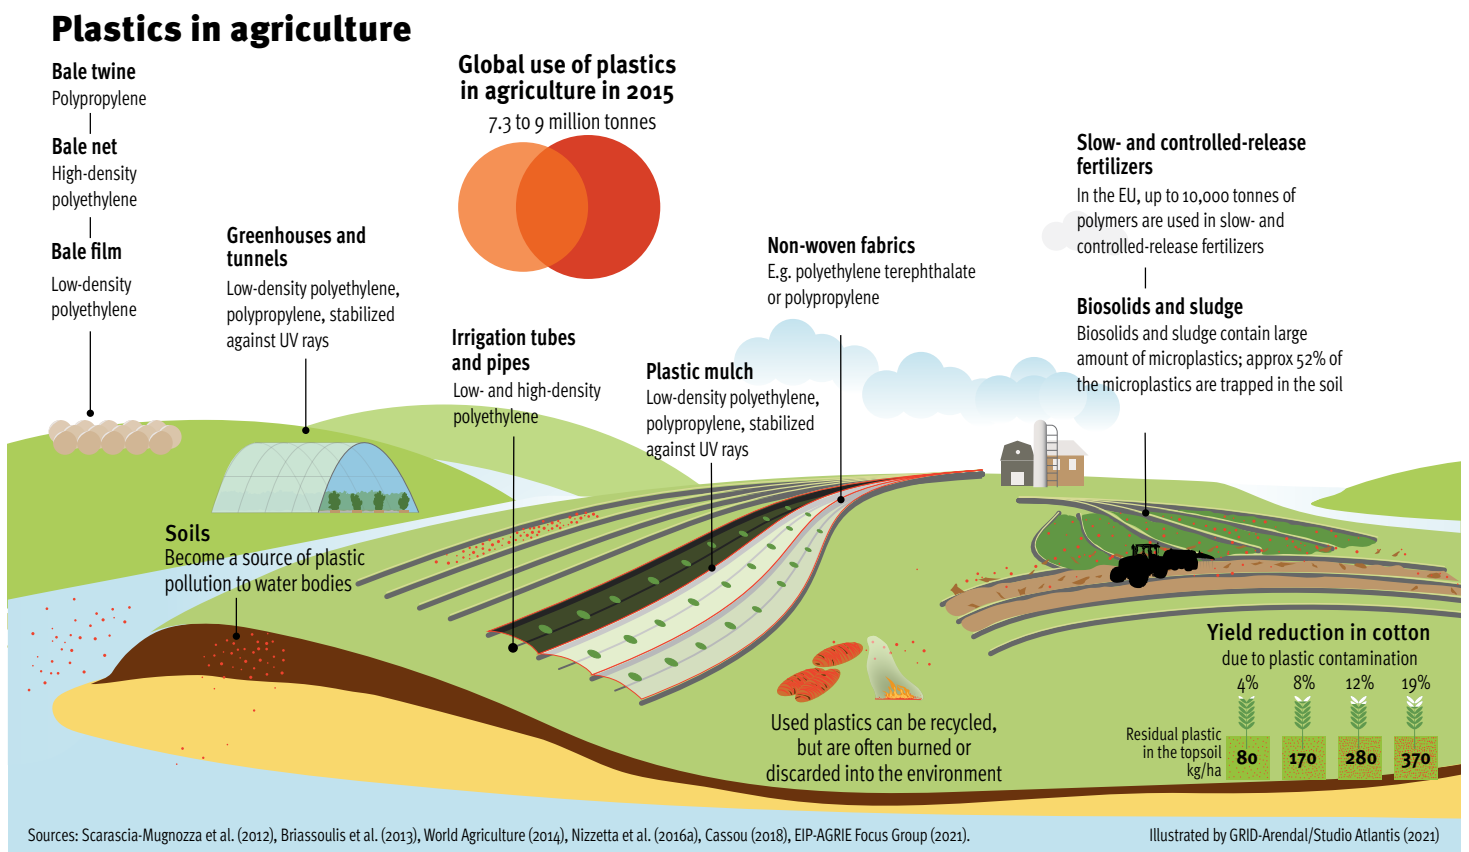 Plastics in agriculture
Bale twine
Polypropylene
Bale net
High-density
polyethylene
Bale film
Low-density
polyethylene
Greenhouses and
tunnels
Low-density polyethylene,
polypropylene, stabilized
against UV rays
Global use of plastics
in agriculture in 2015
7.3 to 9 million tonnes
Irrigation tubes
and pipes
Low- and high-density
polyethylene
Plastic mulch
Low-density polyethylene,
polypropylene, stabilized
against UV rays
Non-woven fabrics
E.g. polyethylene terephthalate
or polypropylene
Slow- and controlled-release
fertilizers
In the EU, up to 10,000 tonnes of
polymers are used in slow- and
controlled-release fertilizers
Biosolids and sludge
Biosolids and sludge contain large
amount of microplastics; approx 52% of
the microplastics are trapped in the soil
Soils
Become a source of plastic
pollution to water bodies
Used plastics can be recycled,
but are often burned or
discarded into the environment
Yield reduction in cotton
due to plastic contamination
4% 8% 12% 19%
Residual plastic
in the topsoil
kg/ha
80 170 280 370
Sources: Scarascia-Mugnozza et al. (2012), Briassoulis et al. (2013), World Agriculture (2014), Nizzetta et al. (2016a), Cassou (2018), EIP-AGRIE Focus Group (2021).
Illustrated by GRID-Arendal/Studio Atlantis (2021)